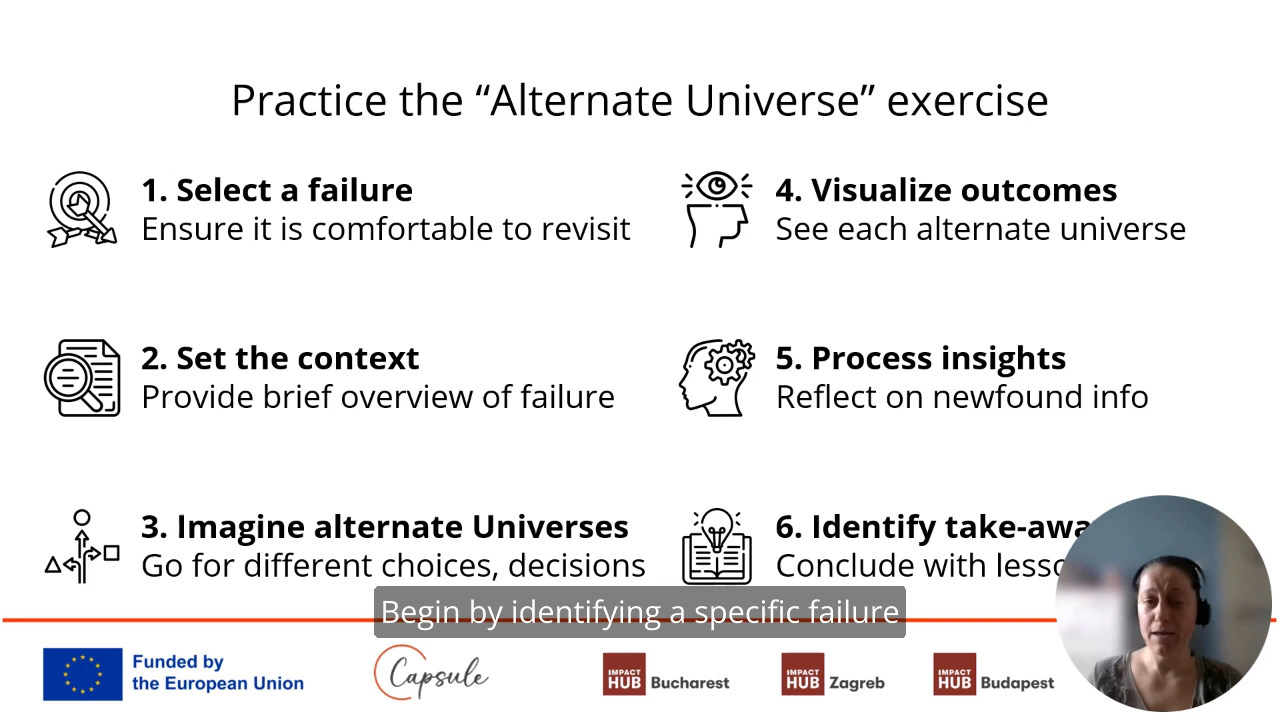 Practice the “Alternate Universe” exercise
1. Select a failure
Ensure it is comfortable to revisit
2. Set the context
Provide brief overview of failure
3. Imagine alternate Universes
Go for different choices, decisions
4. Visualize outcomes
See each alternate universe
5. Process insights
Reflect on newfound info
6. Identify
Conclude with
Begin by identifying a specific failure
Funded by
the European Union
Capsule
IMPACT
HUB Bucharest
IMPACT
HUB Zagreb
IMPACT
HUB Budapest